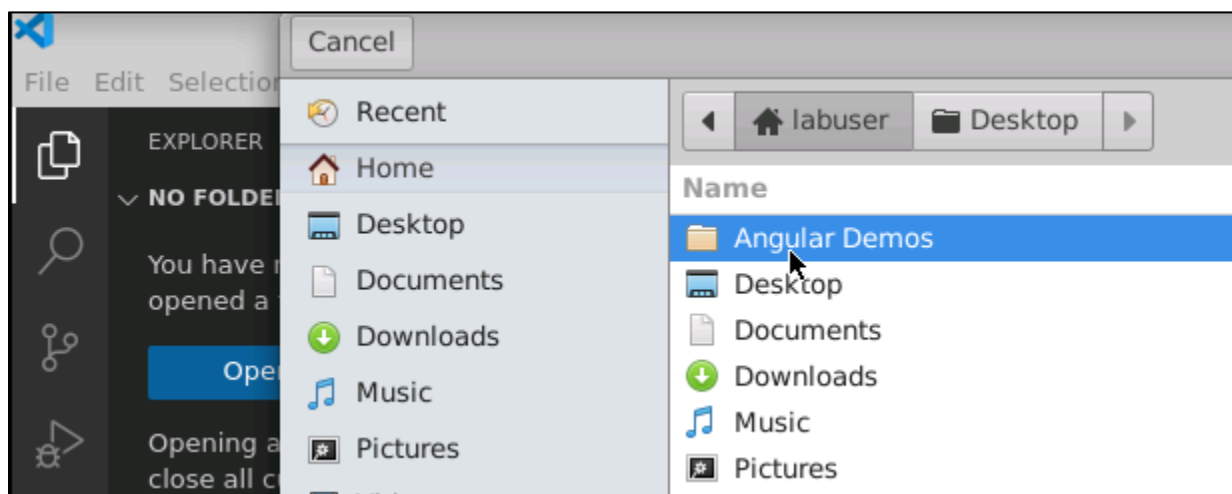 Cancel
File Edit Selection
EXPLORER
NO FOLDE
You have
opened a
Ope
Opening a
close all c
Recent
Home
Desktop
Documents
Downloads
Music
Pictures
labuser Desktop
Name
Angular Demos
Desktop
Documents
Downloads
Music
Pictures